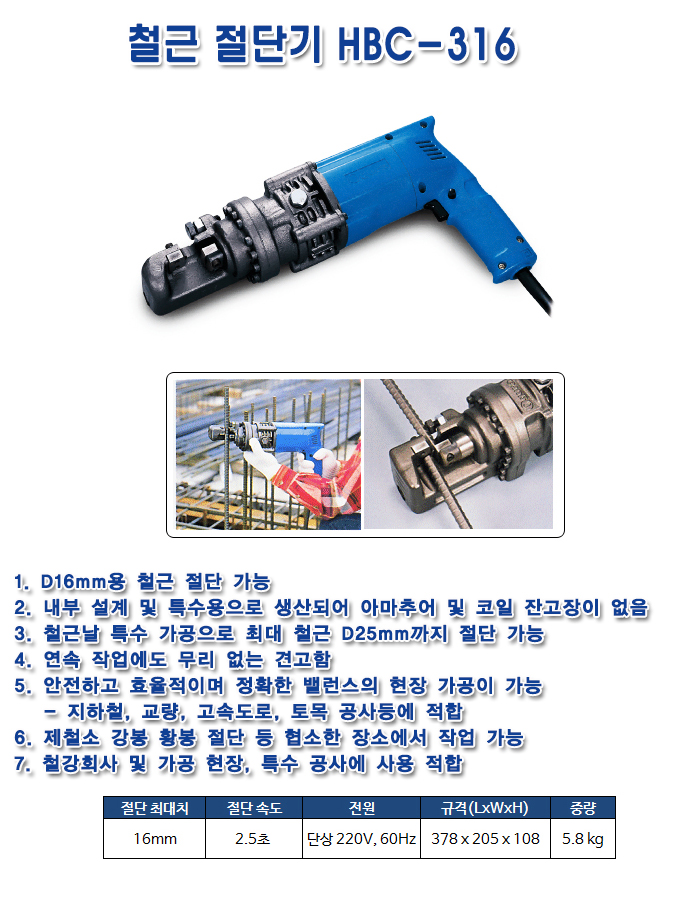 철근 절단기 HBC-316
1. D16mm용 철근 절단 가능
2. 내부 설계 및 특수용으로 생산되어 아마추어 및 코일 잔고장이 없음
3. 철근날 특수 가공으로 최대 철근 D25mm까지 절단 가능
4. 연속 작업에도 무리 없는 견고함
5. 안전하고 효율적이며 정확한 밸런스의 현장 가공이 가능
- 지하철, 교량, 고속도로, 토목 공사등에 적합
6. 제철소 강봉 황봉 절단 등 협소한 장소에서 작업 가능
7. 철강회사 및 가공 현장, 특수 공사에 사용 적합
절단 최대치 절단 속도 전원 규격(LxWxH) 중량
16mm 2.5초 단상 220V, 60Hz 378 x 205 x 108 5.8 kg